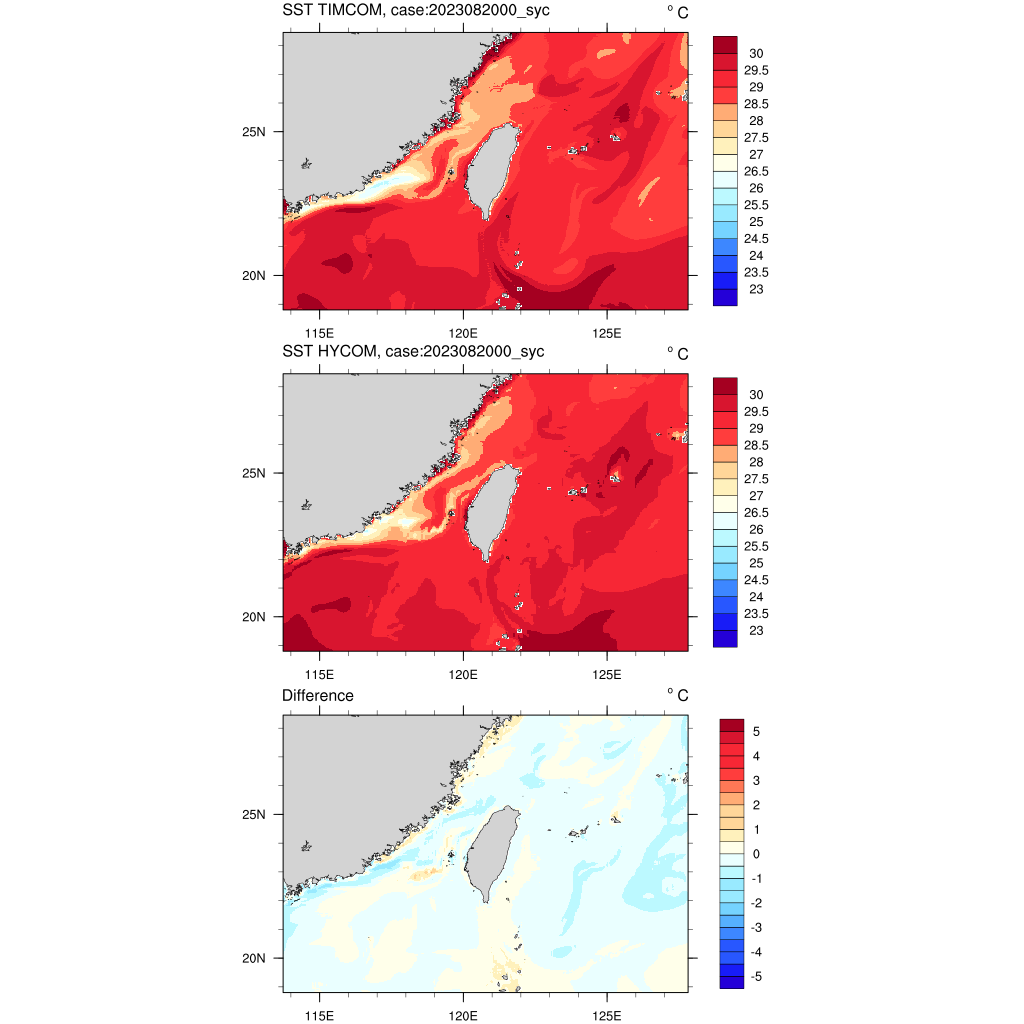 SST TIMCOM, case:2023082000_syc
° C
30
29.5
29
28.5
28
27.5
27
26.5
26
25.5
25
24.5
24
23.5
23
25N
20N
115E 120E 125E
SST HYCOM, case:2023082000_syc
° C
30
29.5
29
28.5
28
27.5
27
26.5
26
25.5
25
24.5
24
23.5
23
25N
20N
115E 120E 125E
Difference
° C
5
4
3
2
1
0
-1
-2
-3
-4
-5
25N
20N
115E 120E 125E